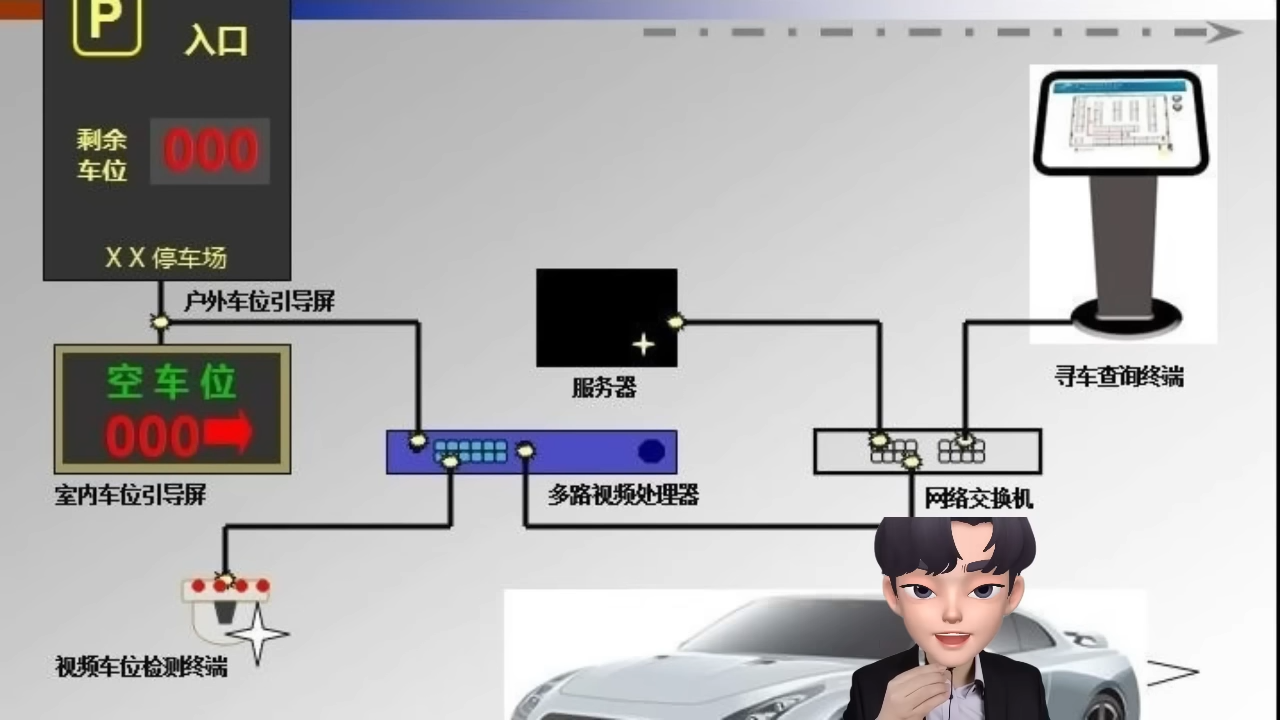 P
入口
剩余
车位
000
X X 停车场
户外车位引导屏
空车位
000
室内车位引导屏
服务器
寻车查询终端
多路视频处理器
网络交换机
视频车位检测终端